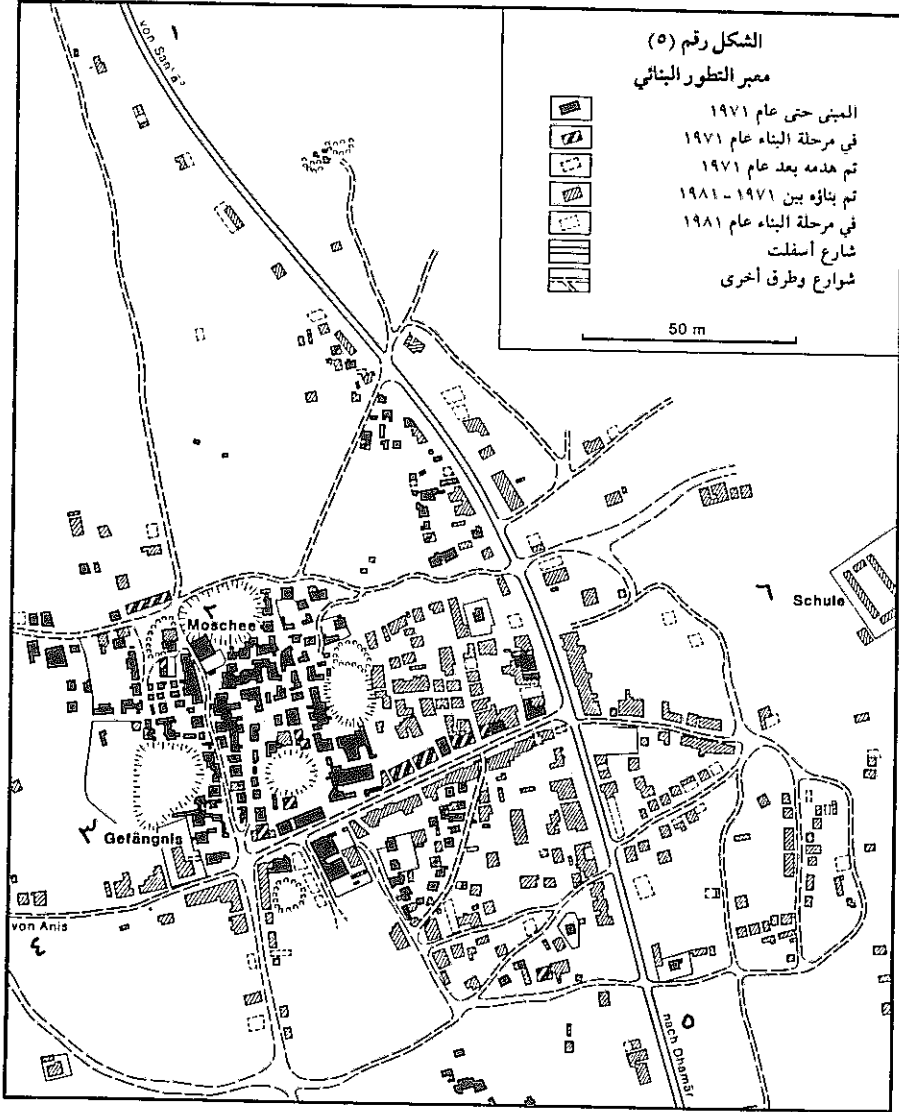 الشكل رقم (٥)
معبر التطور البنائي
المبنى حتى عام ١٩٧١
في مرحلة البناء عام ١٩٧١
تم هدمه بعد عام ١٩٧١
تم بناؤه بين ١٩٧١ - ١٩٨١
في مرحلة البناء عام ١٩٨١
شارع أسفلت
شوارع وطرق أخرى
50 m
١
von San'ā'
٢
Moschee
٦
Schule
٣
Gefängnis
von Anis
٤
٥
nach Dhamār